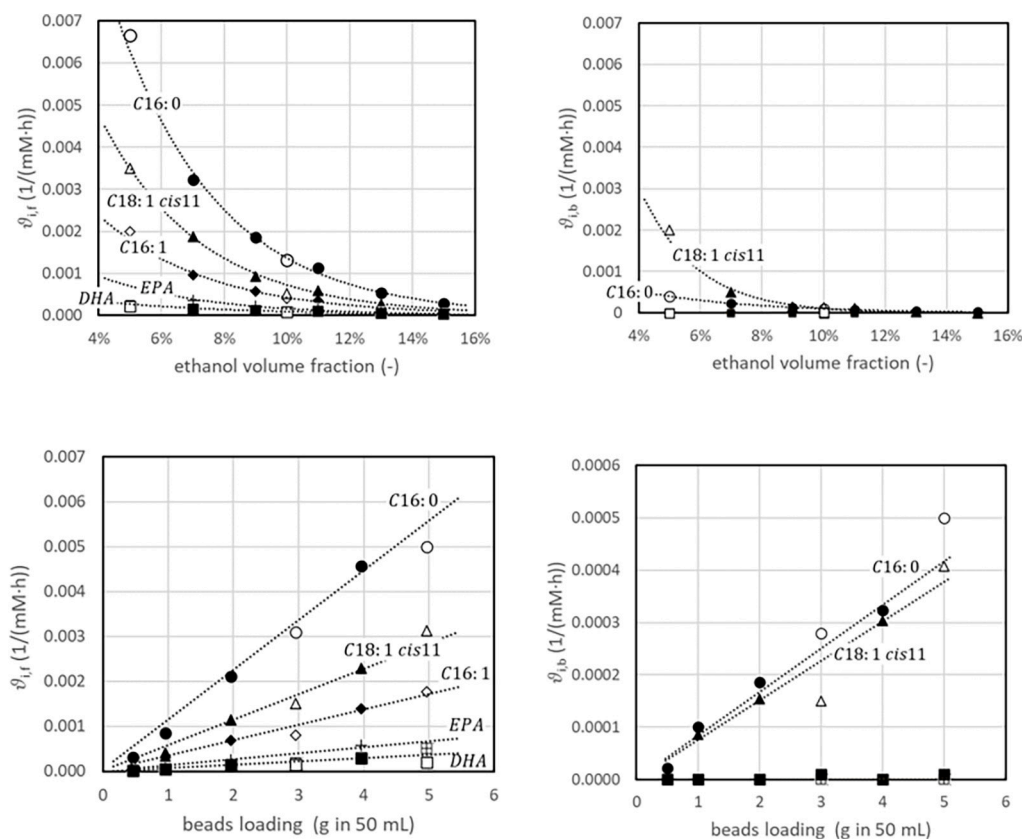 0.007
0.006
0.005
0.004
0.003
0.002
0.001
0.000
ϑi,f (1/(mM·h))
C16:0
C18:1 cis11
C16:1
EPA
DHA
4% 6% 8% 10% 12% 14% 16%
ethanol volume fraction (-)
0.007
0.006
0.005
0.004
0.003
0.002
0.001
0
ϑi,b (1/(mM·h))
C18:1 cis11
C16:0
4% 6% 8% 10% 12% 14% 16%
ethanol volume fraction (-)
0.007
0.006
0.005
0.004
0.003
0.002
0.001
0.000
ϑi,f (1/(mM·h))
C16:0
C18:1 cis11
C16:1
EPA
DHA
0 1 2 3 4 5 6
beads loading (g in 50 mL)
0.0006
0.0005
0.0004
0.0003
0.0002
0.0001
0.0000
ϑi,b (1/(mM·h))
C16:0
C18:1 cis11
0 1 2 3 4 5 6
beads loading (g in 50 mL)